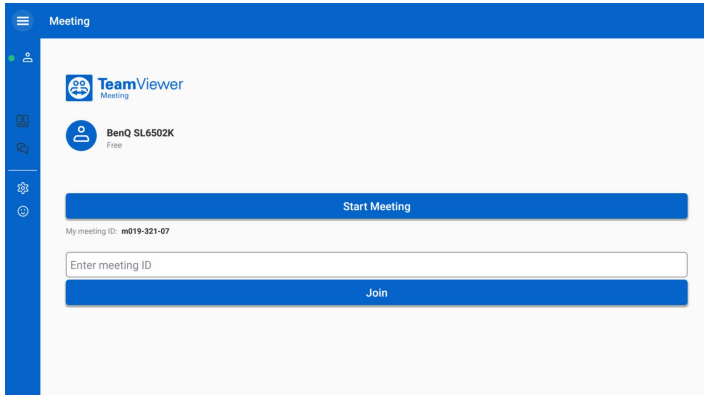 Meeting
TeamViewer
Meeting
BenQ SL6502K
Free
Start Meeting
My meeting ID: m019-321-07
Enter meeting ID
Join